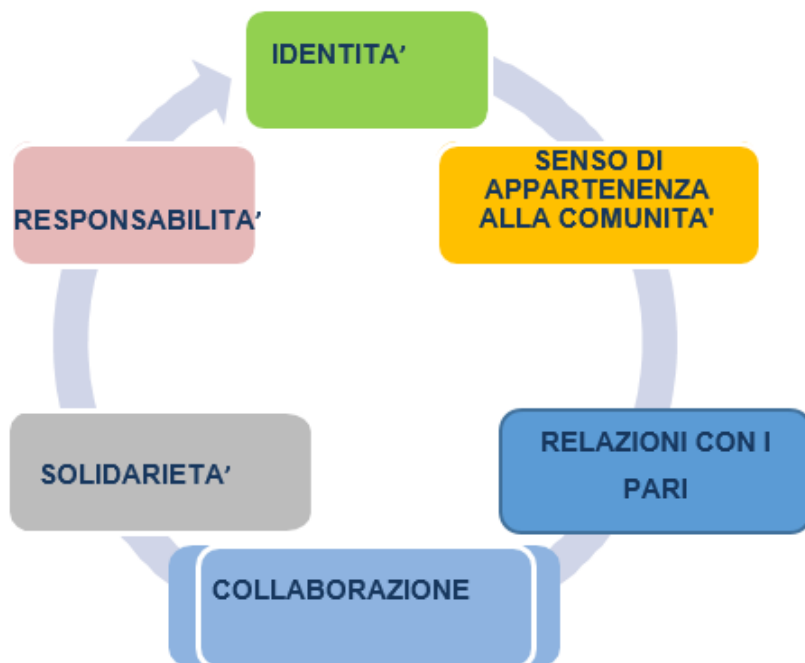 IDENTITA’
SENSO DI
APPARTENENZA
ALLA COMUNITA'
RELAZIONI CON I
PARI
COLLABORAZIONE
SOLIDARIETA’
RESPONSABILITA’